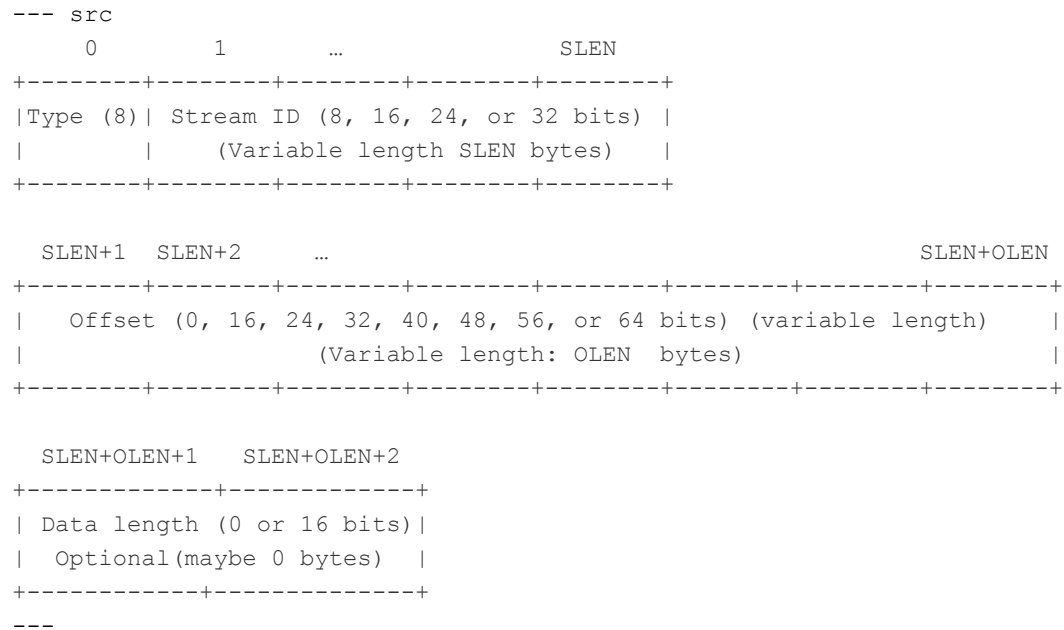 --- src
     0        1       …               SLEN
+--------+--------+--------+--------+--------+
|Type (8)| Stream ID (8, 16, 24, or 32 bits) |
|        |    (Variable length SLEN bytes)   |
+--------+--------+--------+--------+--------+

  SLEN+1  SLEN+2     …                                        SLEN+OLEN
+--------+--------+--------+--------+--------+--------+--------+--------+
|   Offset (0, 16, 24, 32, 40, 48, 56, or 64 bits) (variable length)    |
|                    (Variable length: OLEN  bytes)                     |
+--------+--------+--------+--------+--------+--------+--------+--------+

  SLEN+OLEN+1   SLEN+OLEN+2
+-------------+-------------+
| Data length (0 or 16 bits)|
|  Optional(maybe 0 bytes)  |
+------------+--------------+
---